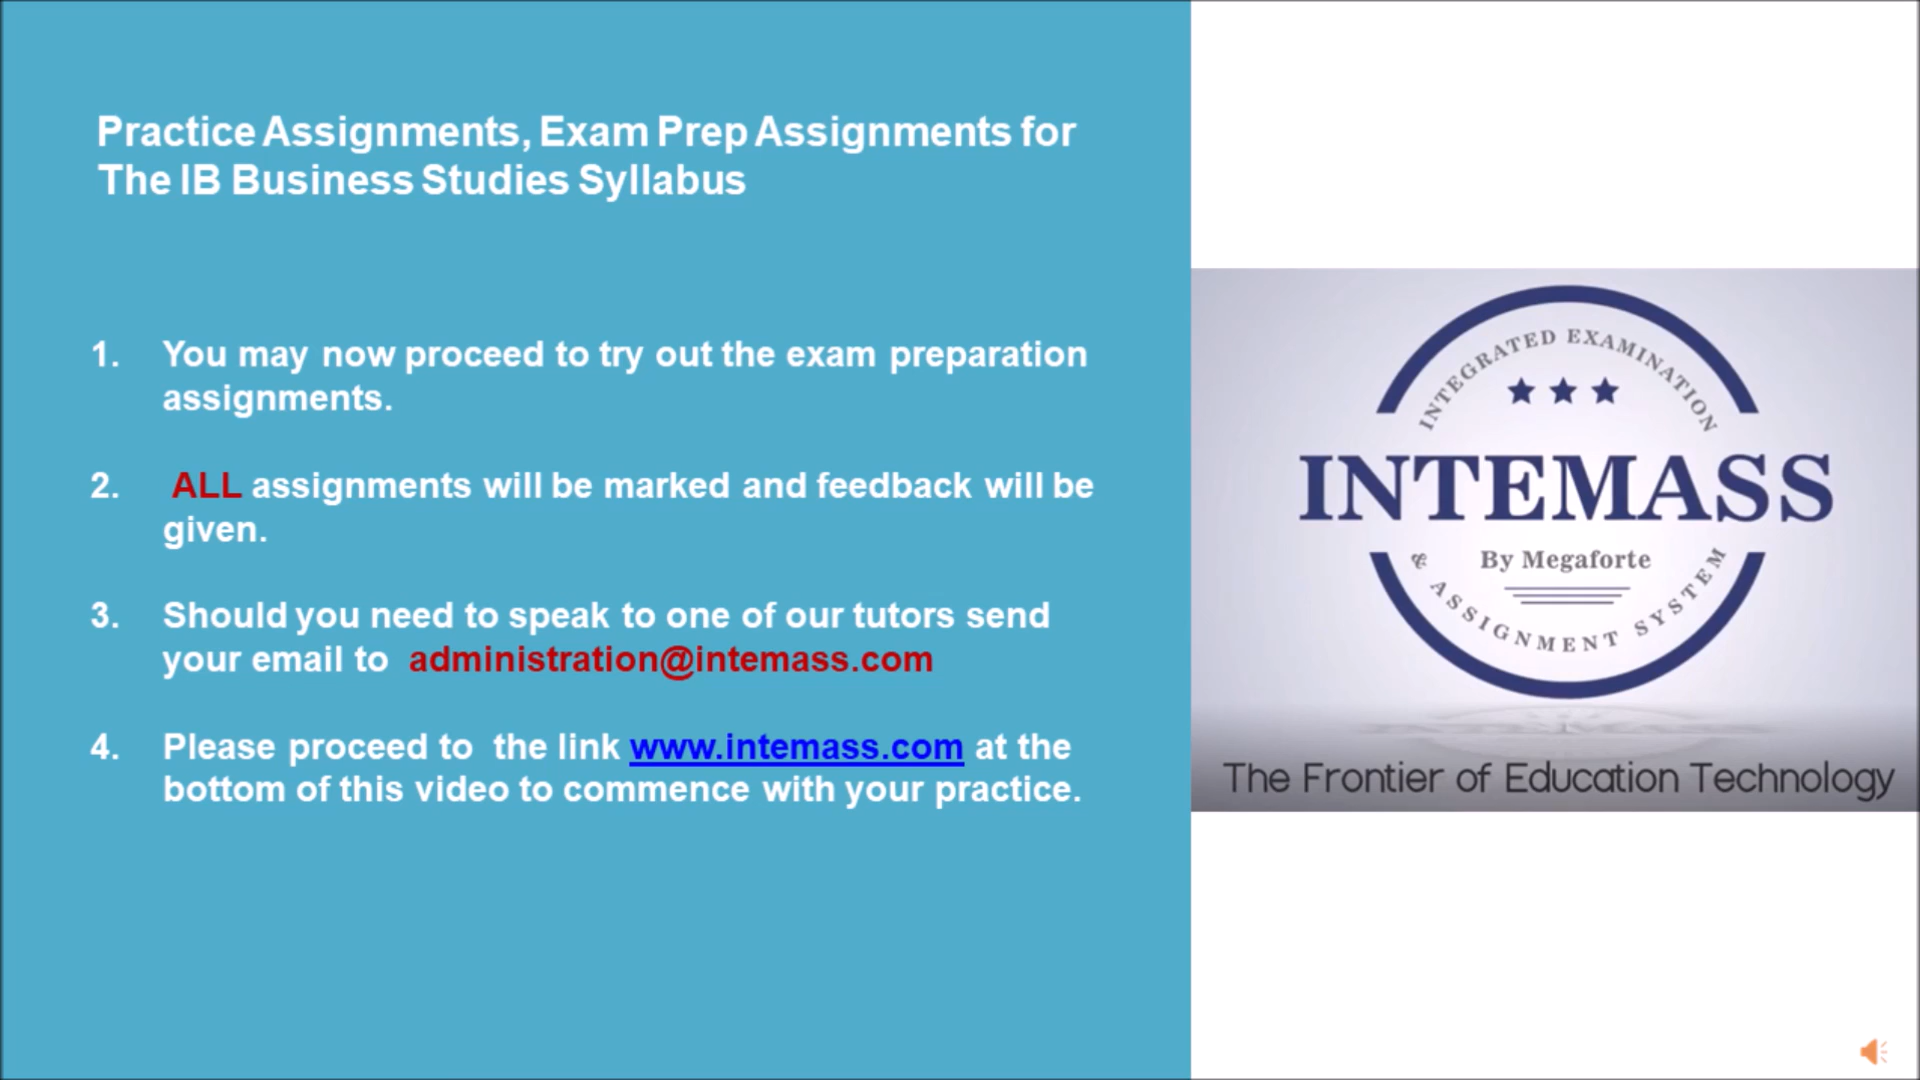 Practice Assignments, Exam Prep Assignments for
The IB Business Studies Syllabus
1. You may now proceed to try out the exam preparation
assignments.
2. ALL assignments will be marked and feedback will be
given.
3. Should you need to speak to one of our tutors send
your email to administration@intemass.com
4. Please proceed to the link www.intemass.com at the
bottom of this video to commence with your practice.
INTEGRATED EXAMINATION
INTEMASS
By Megaforte
& ASSIGNMENT SYSTEM
The Frontier of Education Technology